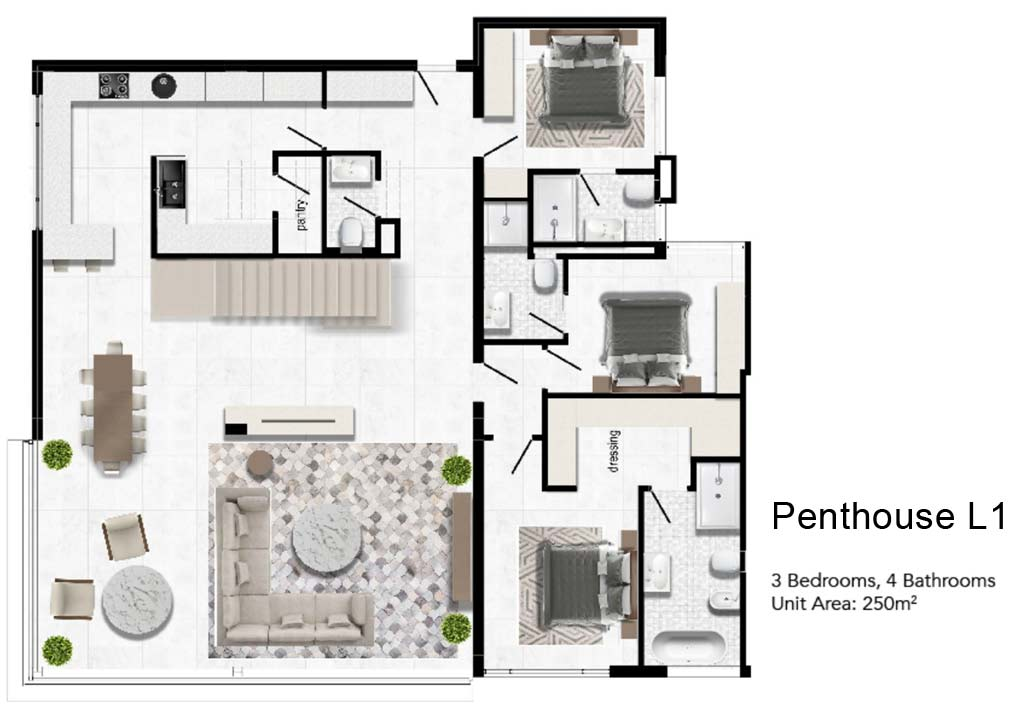 pantry
dressing
Penthouse L1
3 Bedrooms, 4 Bathrooms
Unit Area: 250m²